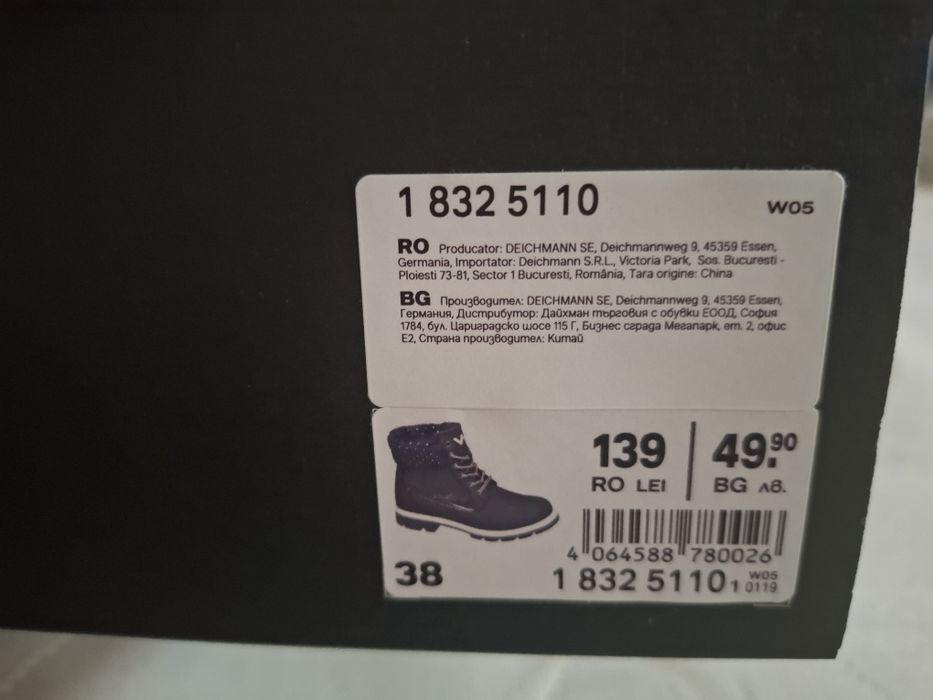 1 832 5110
W05
RO Producator: DEICHMANN SE, Deichmannweg 9, 45359 Essen,
Germania, Importator: Deichmann S.R.L., Victoria Park, Sos. Bucuresti -
Ploiesti 73-81, Sector 1 Bucuresti, România, Tara origine: China
BG Производител: DEICHMANN SE, Deichmannweg 9, 45359 Essen,
Германия, Дистрибутор: Дайхман търговия с обувки ЕООД, София
1784, бул. Цариградско шосе 115 Г, Бизнес сграда Мегапарк, ет. 2, офис
Е2, Страна производител: Китай
139
RO LEI
49.90
BG лв.
4 064588 780026
38
1 832 5110 1
W05
0119